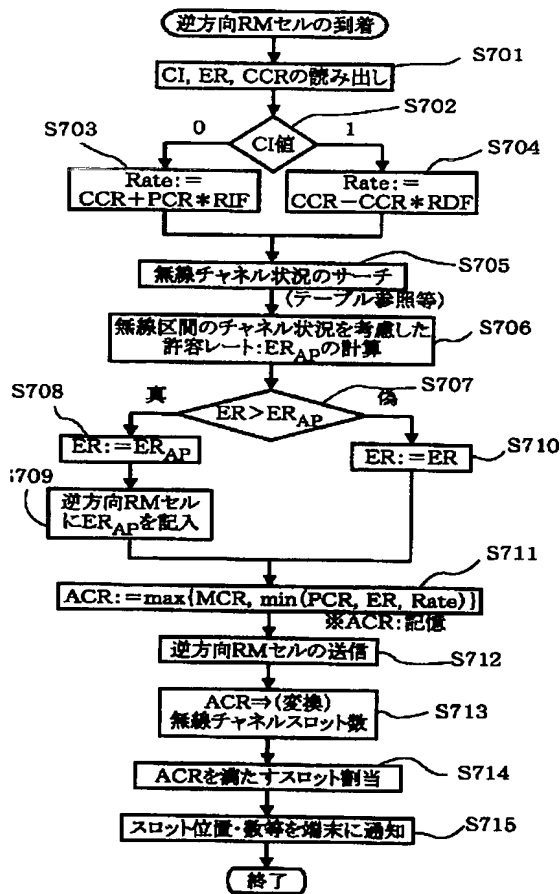 逆方向RMセルの到着
S701
CI, ER, CCRの読み出し
S702
CI値
0
1
S703
S704
Rate:=
CCR+PCR*RIF
Rate:=
CCR−CCR*RDF
S705
無線チャネル状況のサーチ
(テーブル参照等)
S706
無線区間のチャネル状況を考慮した
許容レート:ERAPの計算
S707
ER>ERAP
真
偽
S708
ER:=ERAP
S710
ER:=ER
709
逆方向RMセル
にERAPを記入
S711
ACR:=max{MCR, min(PCR, ER, Rate)}
※ACR:記憶
逆方向RMセルの送信
S712
ACR⇒(変換)
無線チャネルスロット数
S713
ACRを満たすスロット割当
S714
スロット位置・数等を端末に通知
S715
終了